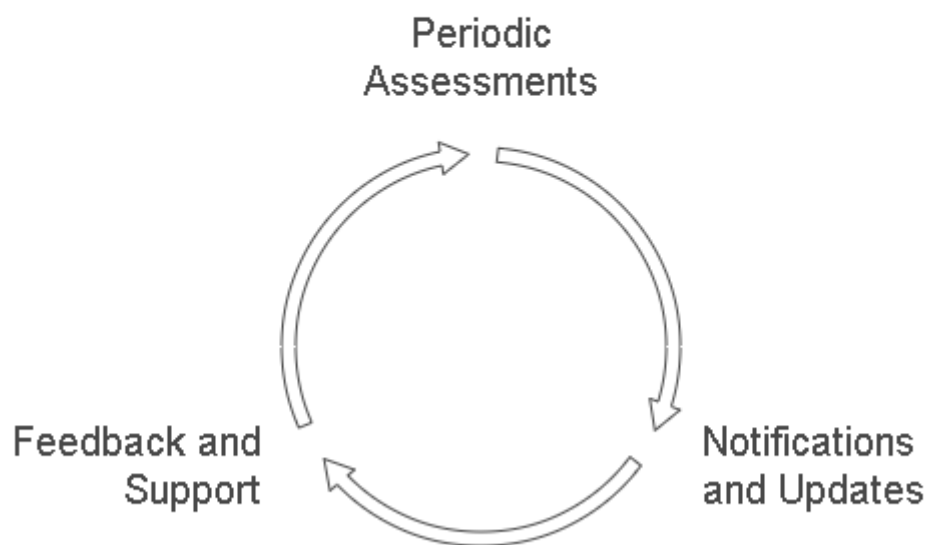 Periodic
Assessments
Feedback and
Support
Notifications
and Updates